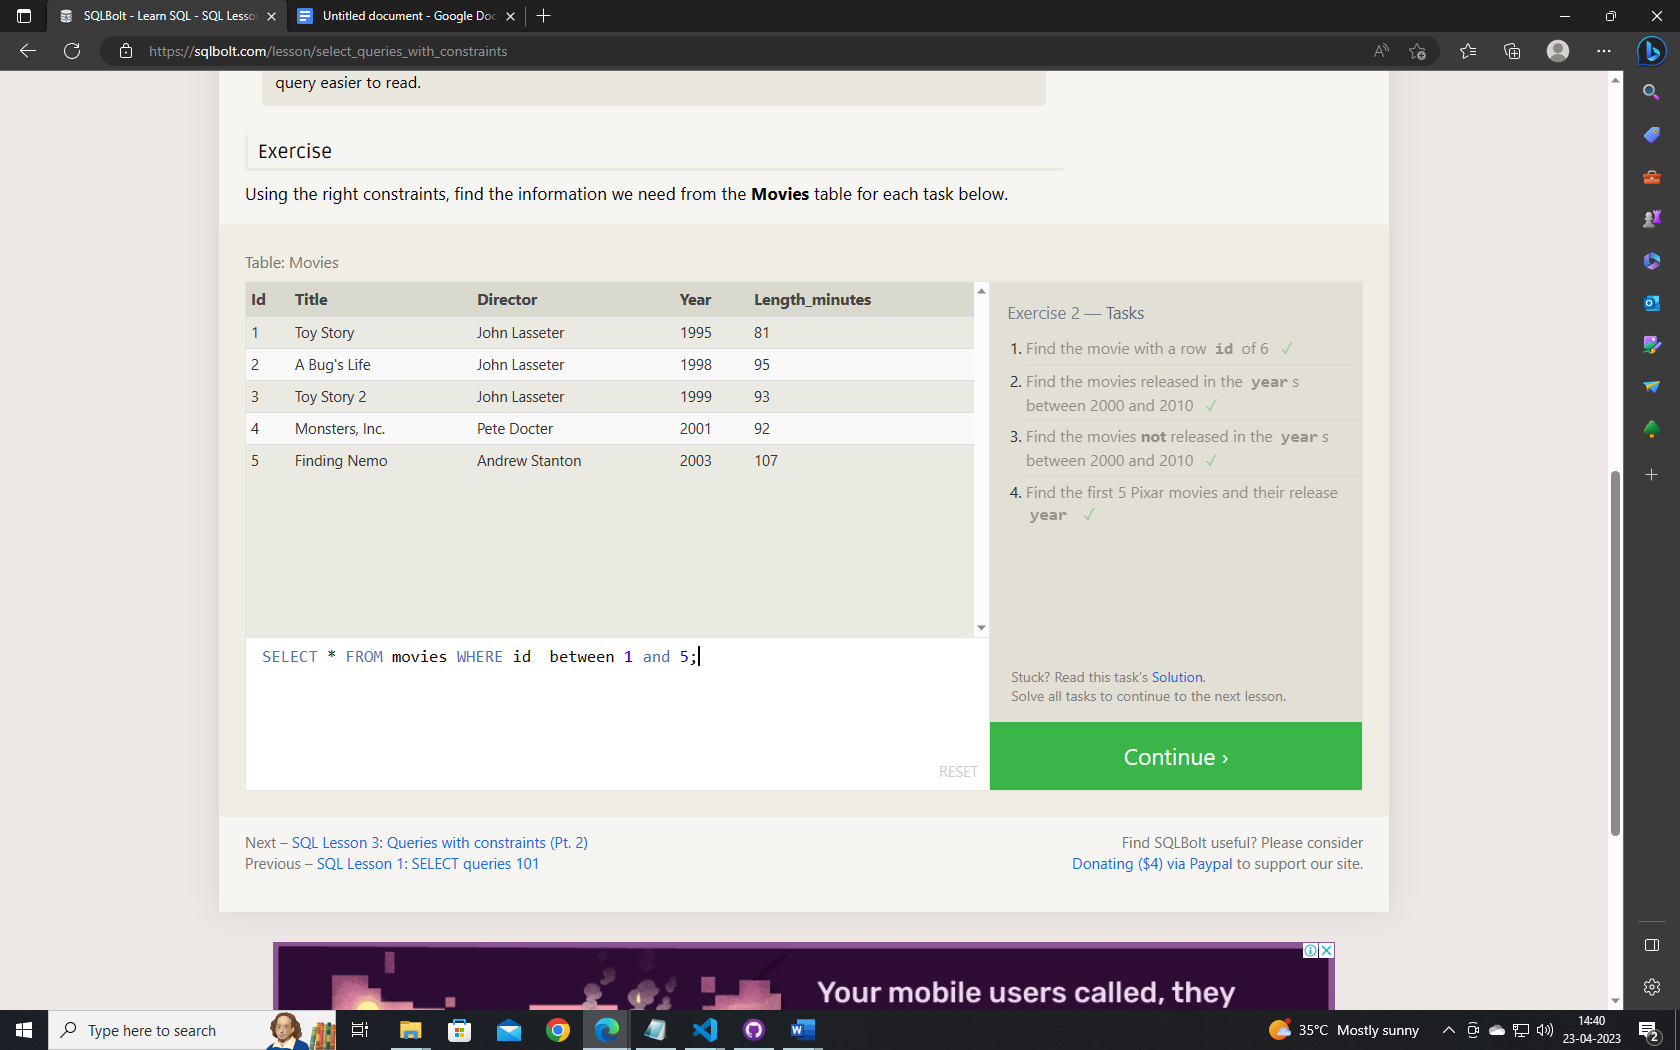 SQLBolt - Learn SQL - SQL Lesso
Untitled document - Google Doc
https://sqlbolt.com/lesson/select_queries_with_constraints
query easier to read.
Exercise
Using the right constraints, find the information we need from the Movies table for each task below.
Table: Movies
Id Title Director Year Length_minutes
1 Toy Story John Lasseter 1995 81
2 A Bug's Life John Lasseter 1998 95
3 Toy Story 2 John Lasseter 1999 93
4 Monsters, Inc. Pete Docter 2001 92
5 Finding Nemo Andrew Stanton 2003 107
SELECT * FROM movies WHERE id  between 1 and 5;
RESET
Exercise 2 — Tasks
1. Find the movie with a row id of 6 ✓
2. Find the movies released in the year s
between 2000 and 2010 ✓
3. Find the movies not released in the year s
between 2000 and 2010 ✓
4. Find the first 5 Pixar movies and their release
year ✓
Stuck? Read this task's Solution.
Solve all tasks to continue to the next lesson.
Continue ›
Next – SQL Lesson 3: Queries with constraints (Pt. 2)
Previous – SQL Lesson 1: SELECT queries 101
Find SQLBolt useful? Please consider
Donating ($4) via Paypal to support our site.
Your mobile users called, they
Type here to search
35°C Mostly sunny
14:40
23-04-2023
2